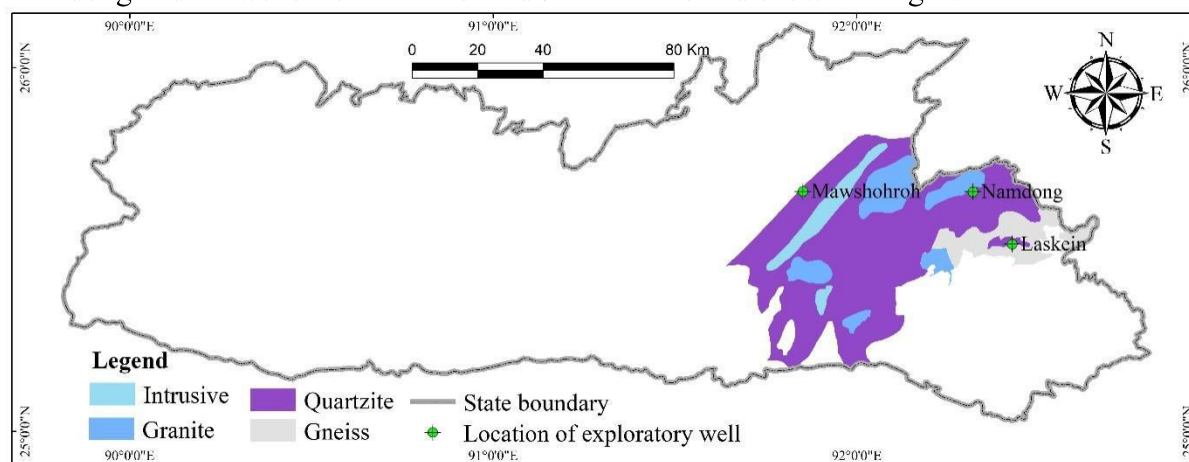 90°0'0"E 91°0'0"E 92°0'0"E
26°0'0"N
26°0'0"N
0 20 40 80 Km
N
W E
S
Mawshohroh
Namdong
Laskein
Legend
Intrusive
Quartzite
State boundary
Granite
Gneiss
Location of exploratory well
25°0'0"N
25°0'0"N
90°0'0"E 91°0'0"E 92°0'0"E